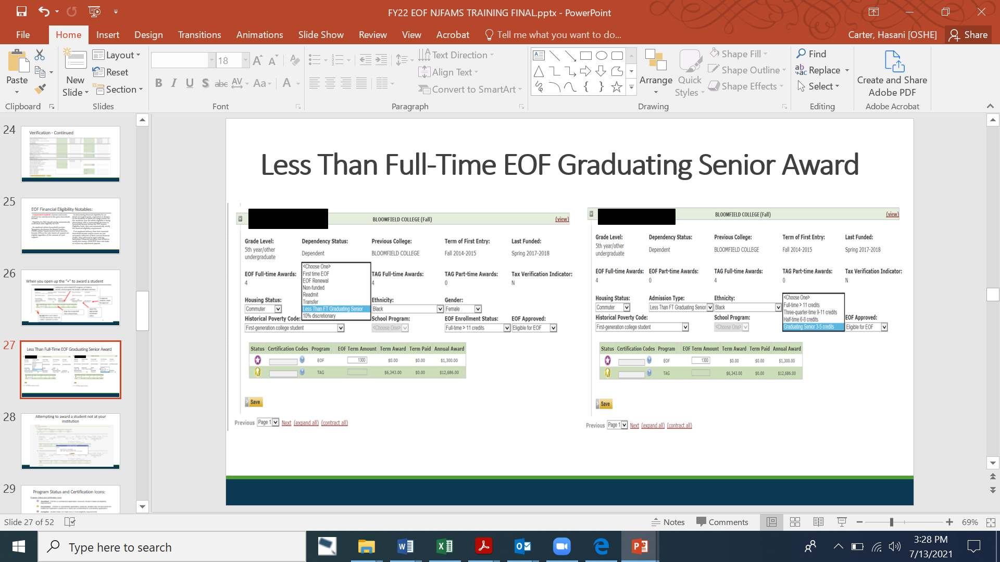 FY22 EOF NJFAMS TRAINING FINAL.pptx - PowerPoint
File Home Insert Design Transitions Animations Slide Show Review View Acrobat Tell me what you want to do... Carter, Hasani [OSHE] Share
Paste
Clipboard
New Slide
Layout
Reset
Section
Slides
18
B I U S abc AV Aa A
Font
Text Direction
Align Text
Convert to SmartArt
Paragraph
Arrange
Quick Styles
Shape Fill
Shape Outline
Shape Effects
Drawing
Find
Replace
Select
Editing
Create and Share Adobe PDF
Adobe Acrobat
24
Verification - Continued
25
EOF Financial Eligibility Notables:
26
When you open up the "+" to award a student
27
Less Than Full-Time EOF Graduating Senior Award
28
Attempting to award a student not at your
institution
29
Program Status and Certification Icons:
Less Than Full-Time EOF Graduating Senior Award
BLOOMFIELD COLLEGE (Fall) (view)
Grade Level: Dependency Status: Previous College: Term of First Entry: Last Funded:
5th year/other undergraduate Dependent BLOOMFIELD COLLEGE Fall 2014-2015 Spring 2017-2018
<Choose One>
First time EOF
EOF Renewal
Non-funded
Readmit
Transfer
Less Than FT Graduating Senior
10% discretionary
EOF Full-time Awards: TAG Full-time Awards: TAG Part-time Awards: Tax Verification Indicator:
4 4 0 N
Housing Status: Ethnicity: Gender:
Commuter Black Female
Historical Poverty Code: School Program: EOF Enrollment Status: EOF Approved:
First-generation college student <Choose One> Full-time > 11 credits Eligible for EOF
Status Certification Codes Program EOF Term Amount Term Award Term Paid Annual Award
EOF 1300 $0.00 $0.00 $1,300.00
TAG $6,343.00 $0.00 $12,686.00
Save
Previous Page 1 Next (expand all) (contract all)
BLOOMFIELD COLLEGE (Fall) (view)
Grade Level: Dependency Status: Previous College: Term of First Entry: Last Funded:
5th year/other undergraduate Dependent BLOOMFIELD COLLEGE Fall 2014-2015 Spring 2017-2018
EOF Full-time Awards: EOF Part-time Awards: TAG Full-time Awards: TAG Part-time Awards: Tax Verification Indicator:
4 0 4 0 N
Housing Status: Admission Type: Ethnicity:
Commuter Less Than FT Graduating Senior Black
<Choose One>
Full-time > 11 credits
Three-quarter-time 9-11 credits
Half-time 6-8 credits
Graduating Senior 3-5 credits
Historical Poverty Code: School Program: EOF Approved:
First-generation college student <Choose One> Eligible for EOF
Status Certification Codes Program EOF Term Amount Term Award Term Paid Annual Award
EOF 1300 $0.00 $0.00 $1,300.00
TAG $6,343.00 $0.00 $12,686.00
Save
Previous Page 1 Next (expand all) (contract all)
Slide 27 of 52 Notes Comments 69%
Type here to search
3:28 PM
7/13/2021